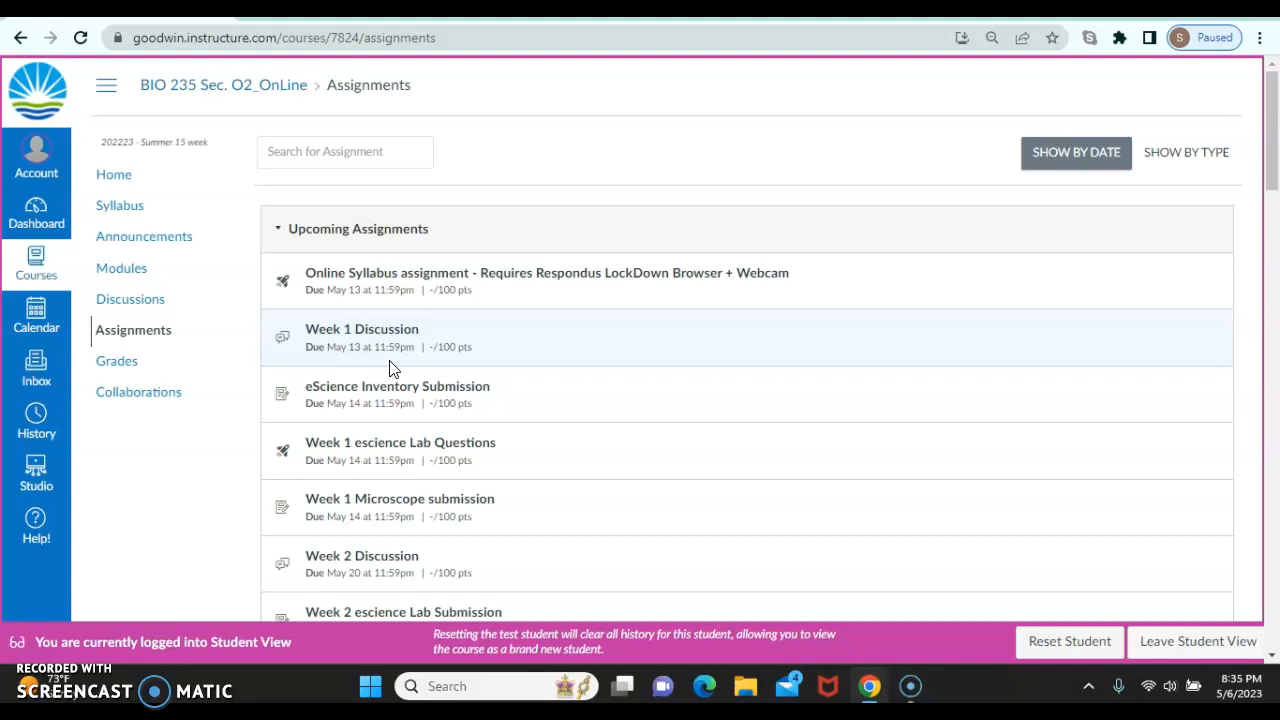 goodwin.instructure.com/courses/7824/assignments
S Paused
BIO 235 Sec. O2_OnLine > Assignments
202223 - Summer 15 week
Home
Syllabus
Announcements
Modules
Discussions
Assignments
Grades
Collaborations
Account
Dashboard
Courses
Calendar
Inbox
History
Studio
Help!
Search for Assignment
SHOW BY DATE
SHOW BY TYPE
Upcoming Assignments
Online Syllabus assignment - Requires Respondus LockDown Browser + Webcam
Due May 13 at 11:59pm | -/100 pts
Week 1 Discussion
Due May 13 at 11:59pm | -/100 pts
eScience Inventory Submission
Due May 14 at 11:59pm | -/100 pts
Week 1 escience Lab Questions
Due May 14 at 11:59pm | -/100 pts
Week 1 Microscope submission
Due May 14 at 11:59pm | -/100 pts
Week 2 Discussion
Due May 20 at 11:59pm | -/100 pts
Week 2 escience Lab Submission
You are currently logged into Student View
Resetting the test student will clear all history for this student, allowing you to view
the course as a brand new student.
Reset Student
Leave Student View
RECORDED WITH
SCREENCAST MATIC
73°F
Search
4
8:35 PM
5/6/2023